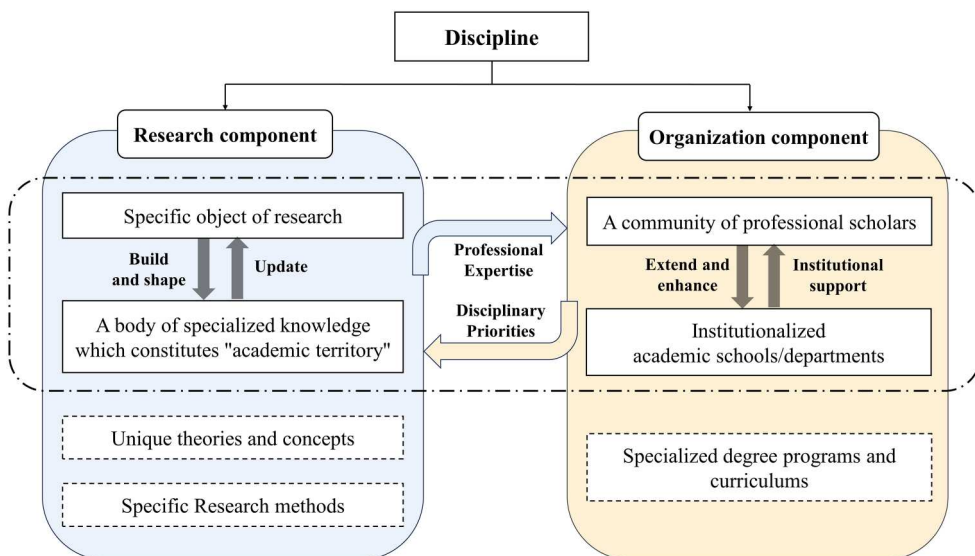 Discipline
Research component
Organization component
Specific object of research
Build
and shape
Update
A body of specialized knowledge
which constitutes "academic territory"
Unique theories and concepts
Specific Research methods
Professional
Expertise
Disciplinary
Priorities
A community of professional scholars
Extend and
enhance
Institutional
support
Institutionalized
academic schools/departments
Specialized degree programs and
curriculums